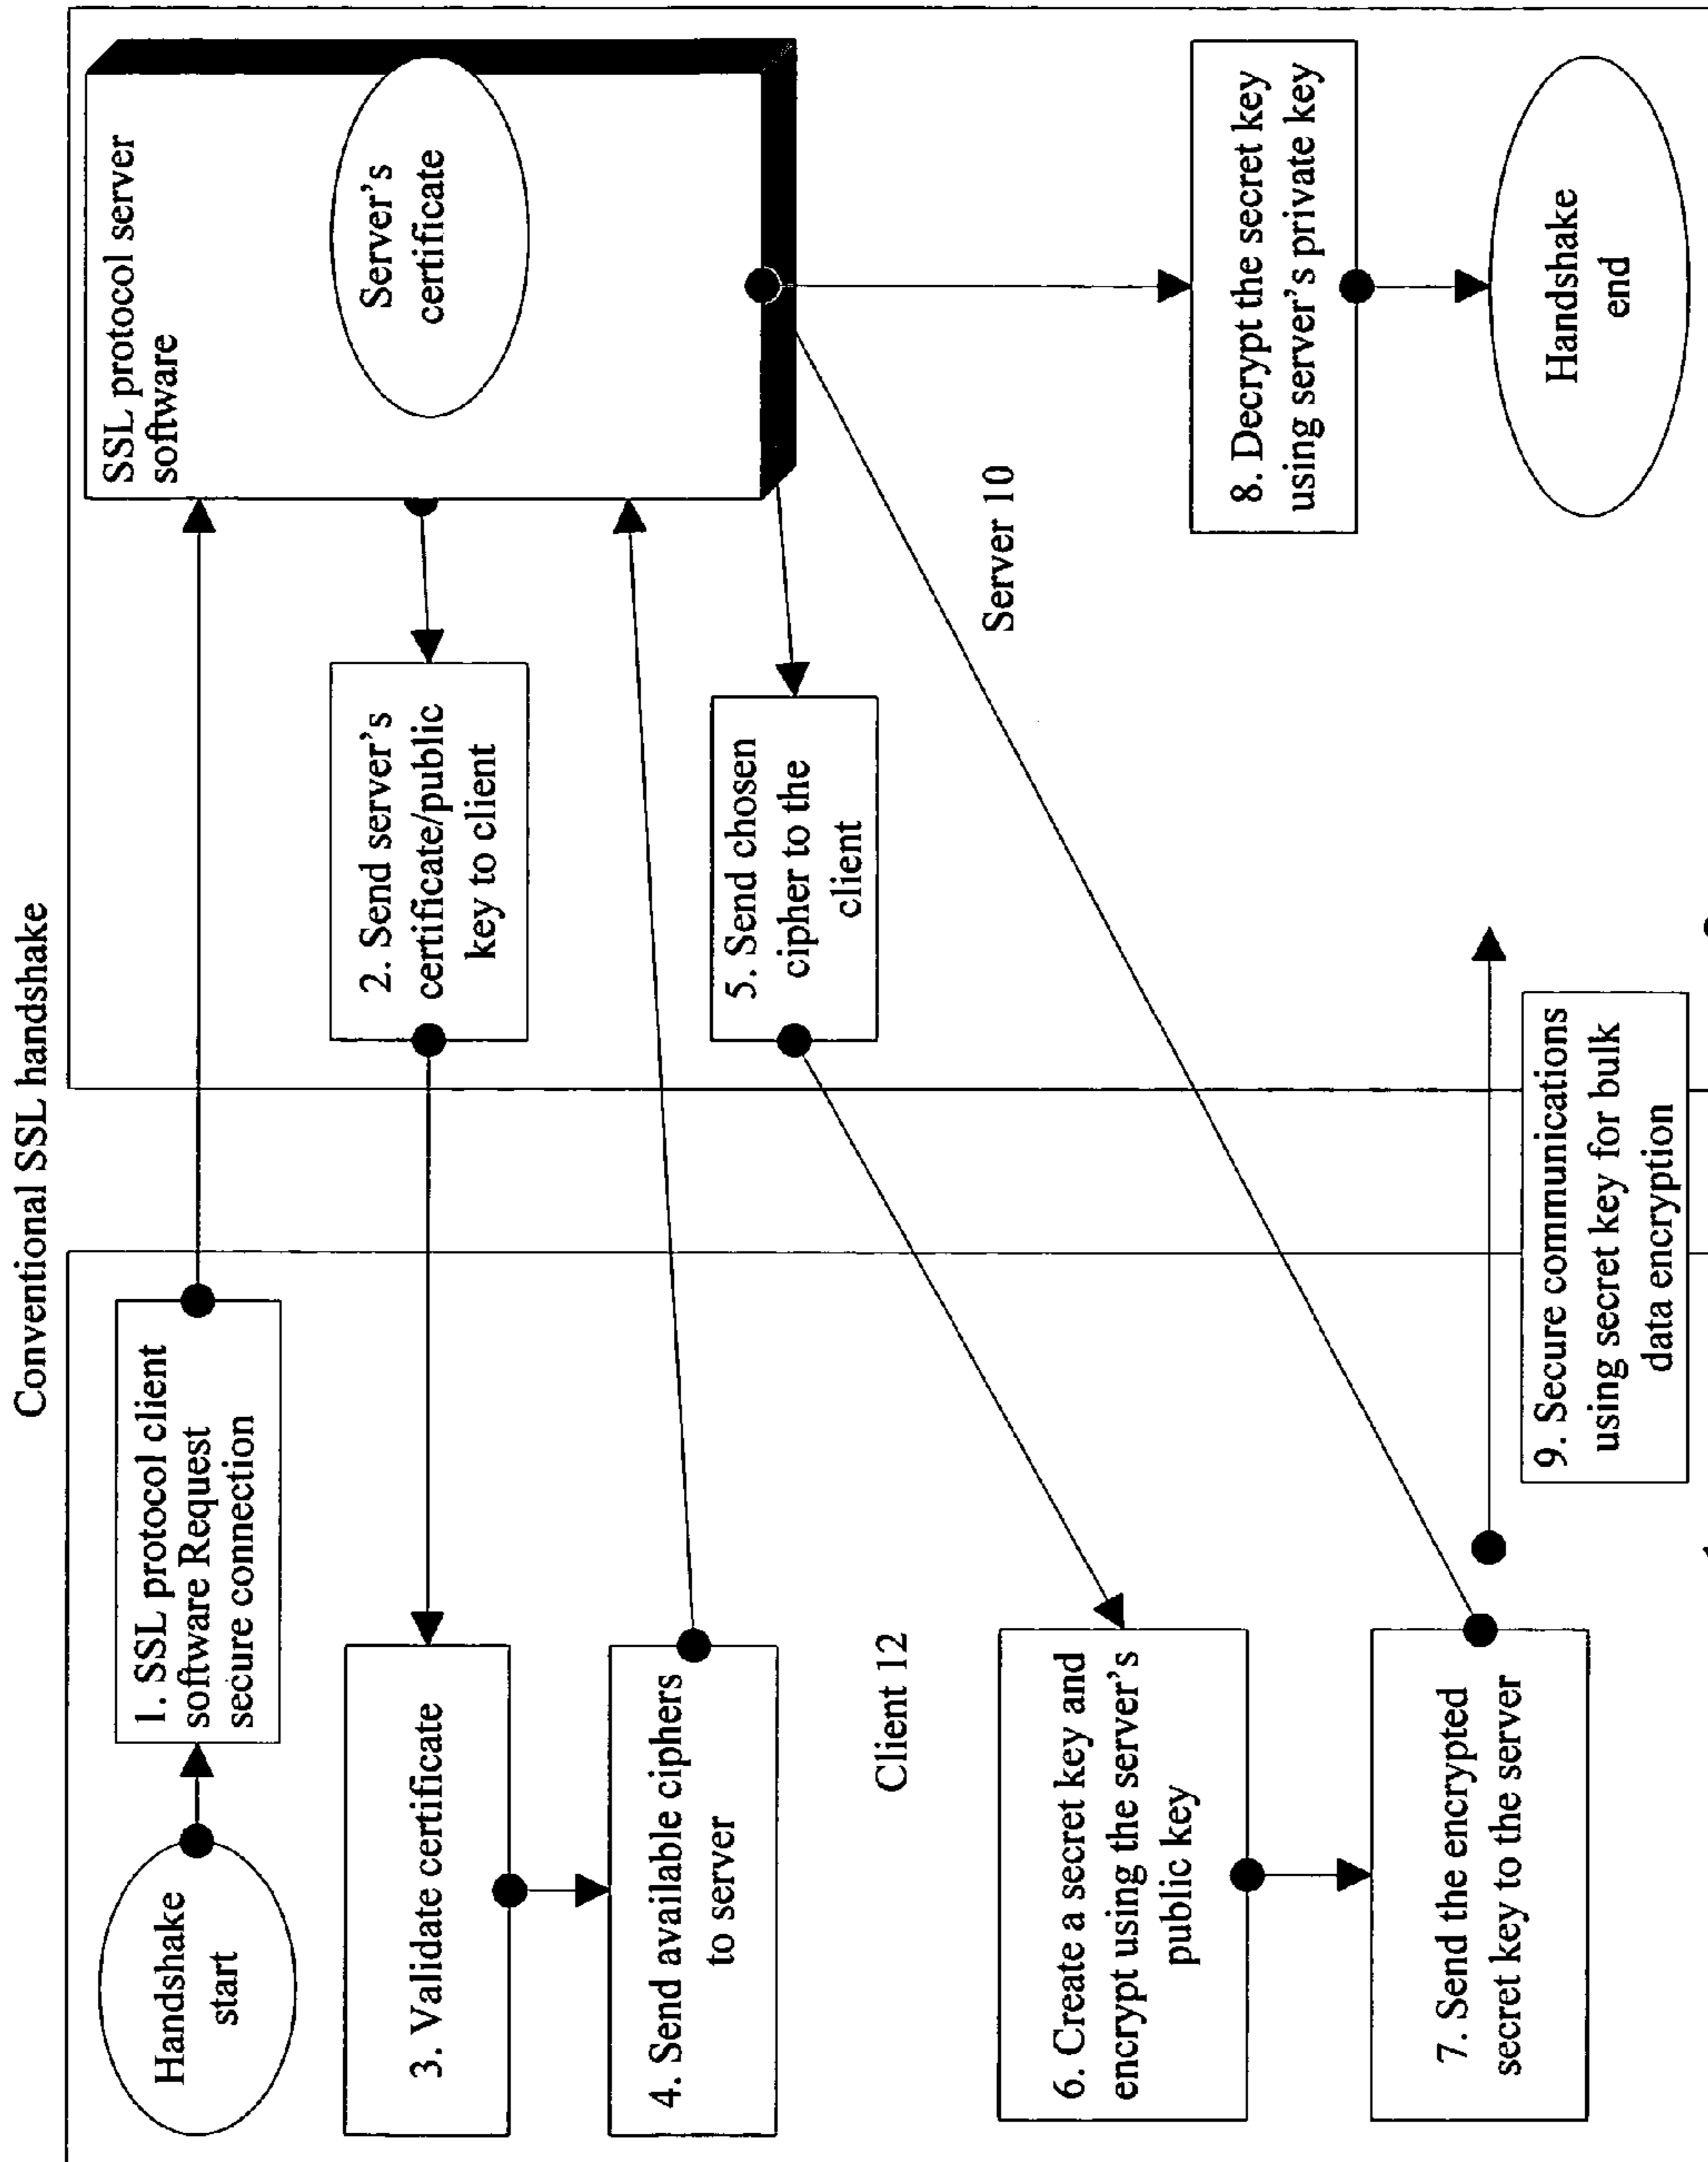 Conventional SSL handshake
Handshake
start
1. SSL protocol client
software Request
secure connection
SSL protocol server
software
Server's
certificate
2. Send server's
certificate/public
key to client
3. Validate certificate
4. Send available ciphers
to server
5. Send chosen
cipher to the
client
Client 12
Server 10
6. Create a secret key and
encrypt using the server's
public key
7. Send the encrypted
secret key to the server
8. Decrypt the secret key
using server's private key
Handshake
end
9. Secure communications
using secret key for bulk
data encryption